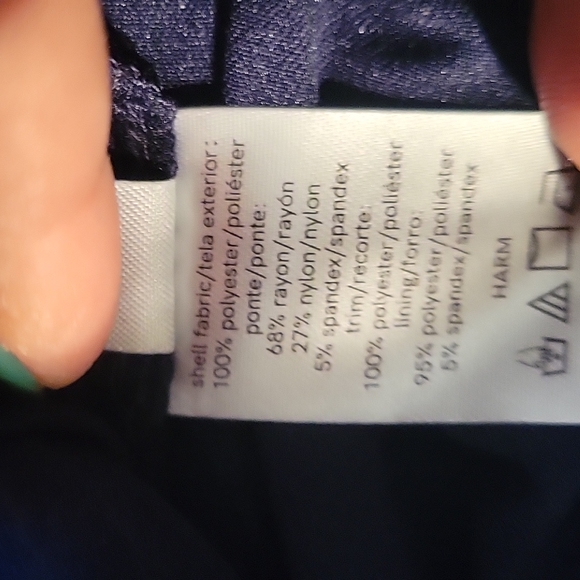 shell fabric/tela exterior:
100% polyester/poliéster
ponte/ponte:
68% rayon/rayón
27% nylon/nylon
5% spandex/spandex
trim/recorte:
100% polyester/poliéster
lining/forro:
95% polyester/poliéster
5% spandex/spandex
HARM